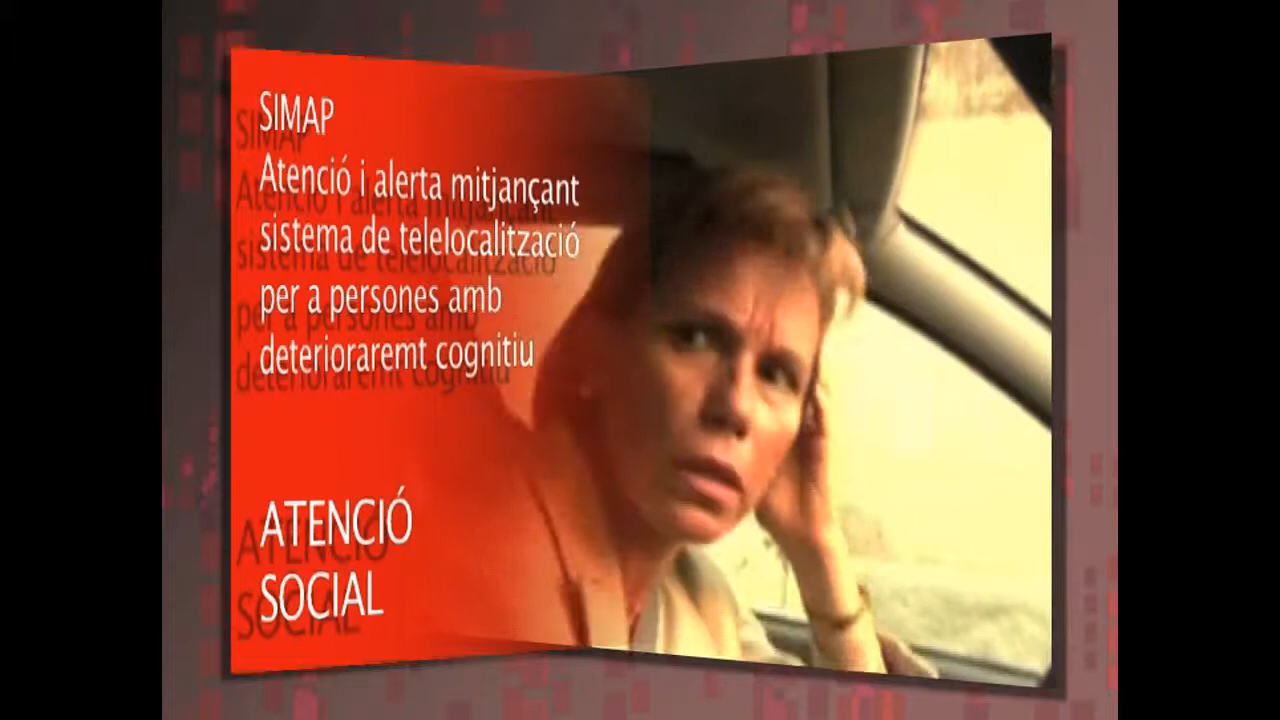 SIMAP
Atenció i alerta mitjançant
sistema de telelocalització
per a persones amb
deterioraremt cognitiu
ATENCIÓ
SOCIAL